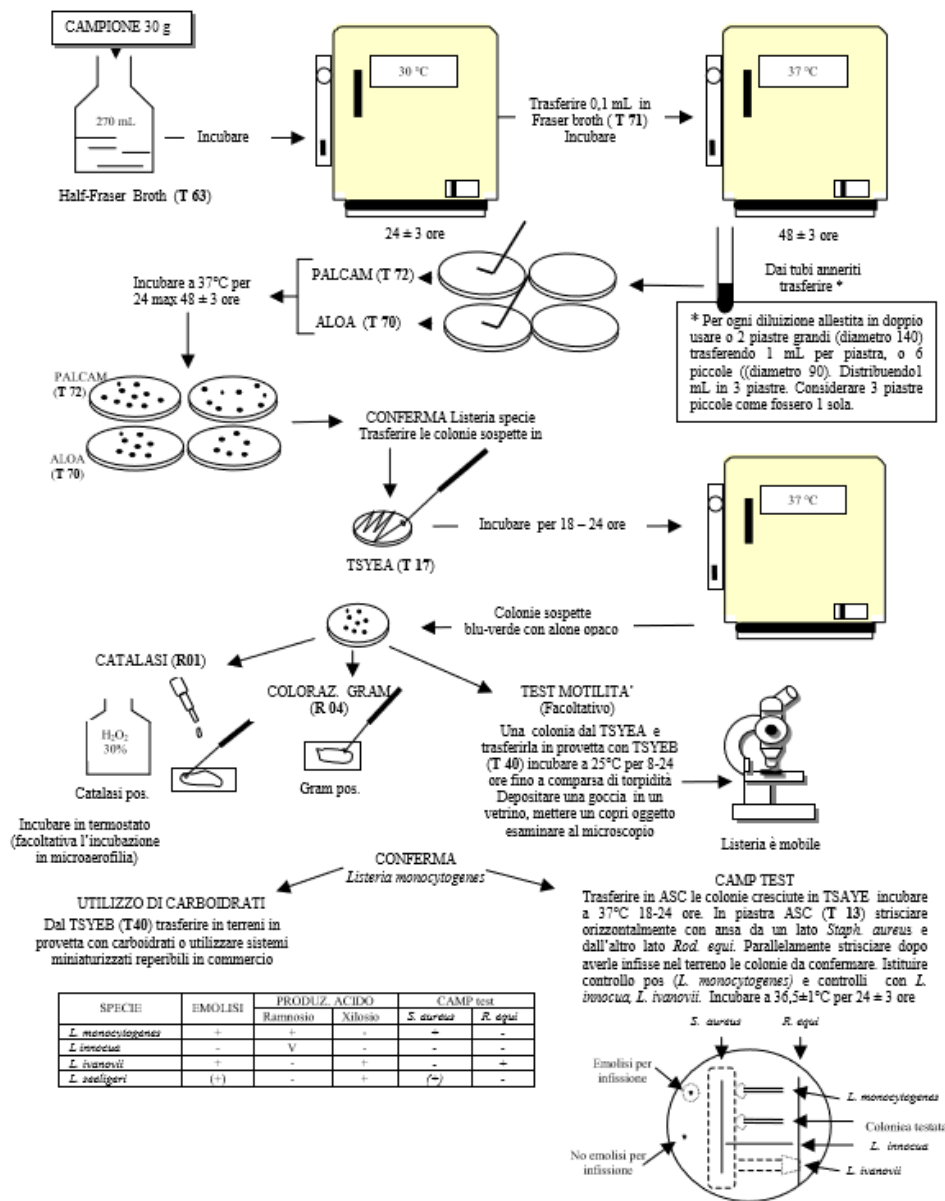 CAMPIONE 30 g
270 mL
Incubare
Half-Fraser Broth (T 63)
30 °C
24 ± 3 ore
Trasferire 0,1 mL in
Fraser broth ( T 71)
Incubare
37 °C
48 ± 3 ore
Dai tubi anneriti
trasferire *
* Per ogni diluizione allestita in doppio
usare o 2 piastre grandi (diametro 140)
trasferendo 1 mL per piastra, o 6
piccole ((diametro 90). Distribuendo1
mL in 3 piastre. Considerare 3 piastre
piccole come fossero 1 sola.
PALCAM (T 72)
ALOA (T 70)
Incubare a 37°C per
24 max 48 ± 3 ore
PALCAM
(T 72)
ALOA
(T 70)
CONFERMA Listeria specie
Trasferire le colonie sospette in
TSYEA (T 17)
Incubare per 18 – 24 ore
37 °C
Colonie sospette
blu-verde con alone opaco
CATALASI (R01)
H2O2
30%
Catalasi pos.
Incubare in termostato
(facoltativa l’incubazione
in microaerofilia)
COLORAZ. GRAM
(R 04)
Gram pos.
TEST MOTILITA’
(Facoltativo)
Una colonia dal TSYEA e
trasferirla in provetta con TSYEB
(T 40) incubare a 25°C per 8-24
ore fino a comparsa di torpidità
Depositare una goccia in un
vetrino, mettere un copri oggetto
esaminare al microscopio
Listeria è mobile
CONFERMA
Listeria monocytogenes
UTILIZZO DI CARBOIDRATI
Dal TSYEB (T40) trasferire in terreni in
provetta con carboidrati o utilizzare sistemi
miniaturizzati reperibili in commercio
SPECIE EMOLISI PRODUZ. ACIDO CAMP test
Ramnosio Xilosio S. aureus R. equi
L. monocytogenes + + - + -
L innocua - V - - -
L. ivanovii + - + - +
L. seeligeri (+) - + (+) -
CAMP TEST
Trasferire in ASC le colonie cresciute in TSAYE incubare
a 37°C 18-24 ore. In piastra ASC (T 13) strisciare
orizzontalmente con ansa da un lato Staph. aureus e
dall’altro lato Rod. equi. Parallelamente strisciare dopo
averle infisse nel terreno le colonie da confermare. Istituire
controllo pos (L. monocytogenes) e controlli con L.
innocua, L. ivanovii. Incubare a 36,5±1°C per 24 ± 3 ore
S. aureus R. equi
Emolisi per
infissione
No emolisi per
infissione
L. monocytogenes
Colonica testata
L. innocua
L. ivanovii